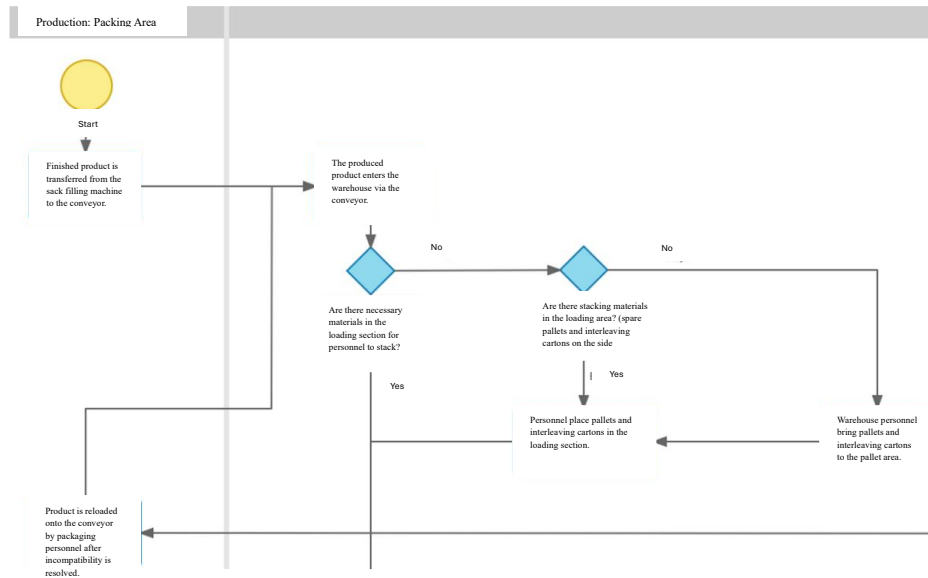 Production: Packing Area
Start
Finished product is
transferred from the
sack filling machine
to the conveyor.
The produced
product enters the
warehouse via the
conveyor.
No
No
Are there necessary
materials in the
loading section for
personnel to stack?
Are there stacking materials
in the loading area? (spare
pallets and interleaving
cartons on the side
Yes
Yes
Personnel place pallets and
interleaving cartons in the
loading section.
Warehouse personnel
bring pallets and
interleaving cartons
to the pallet area.
Product is reloaded
onto the conveyor
by packaging
personnel after
incompatibility is
resolved.